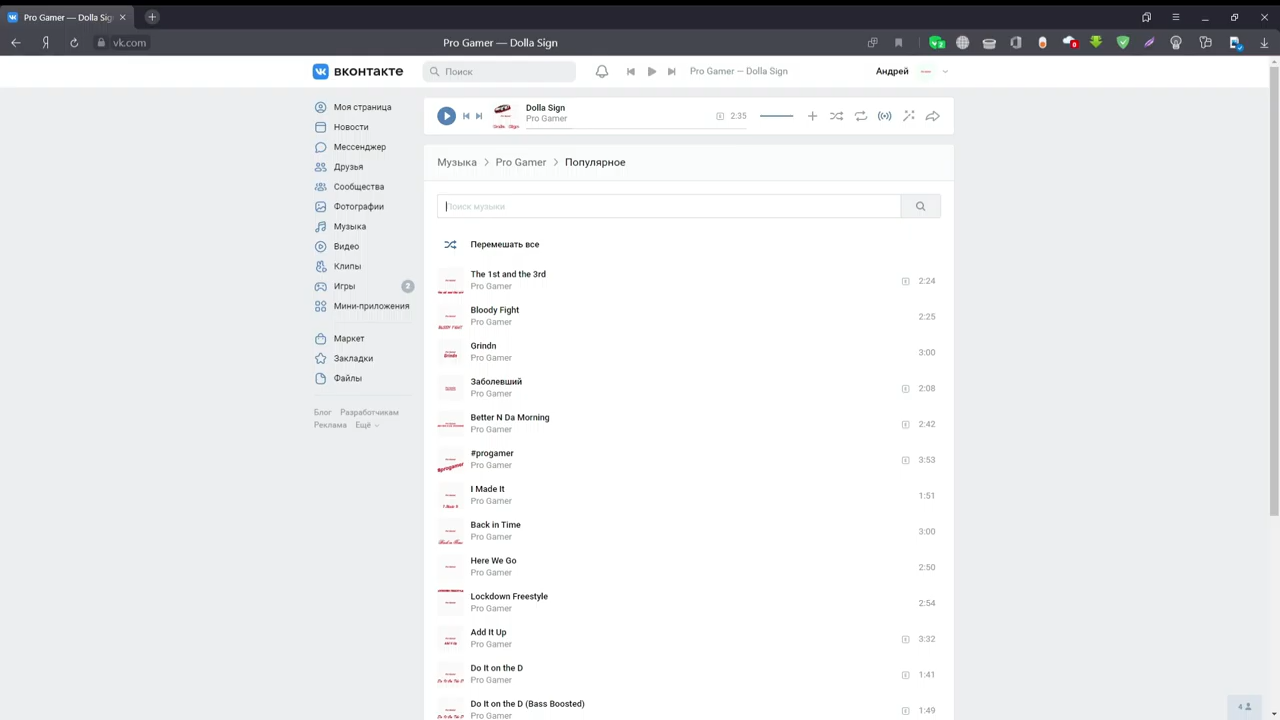 Pro Gamer — Dolla Sign
vk.com
Pro Gamer — Dolla Sign
2
0
вконтакте
Поиск
Pro Gamer — Dolla Sign
Андрей
Моя страница
Новости
Мессенджер
Друзья
Сообщества
Фотографии
Музыка
Видео
Клипы
Игры
2
Мини-приложения
Маркет
Закладки
Файлы
Блог Разработчикам
Реклама Ещё
Dolla Sign
Pro Gamer
E 2:35
Музыка
Pro Gamer
Популярное
Поиск музыки
Перемешать все
The 1st and the 3rd
Pro Gamer
E 2:24
Bloody Fight
Pro Gamer
2:25
Grindn
Pro Gamer
3:00
Заболевший
Pro Gamer
E 2:08
Better N Da Morning
Pro Gamer
E 2:42
#progamer
Pro Gamer
E 3:53
I Made It
Pro Gamer
1:51
Back in Time
Pro Gamer
3:00
Here We Go
Pro Gamer
2:50
Lockdown Freestyle
Pro Gamer
2:54
Add It Up
Pro Gamer
E 3:32
Do It on the D
Pro Gamer
E 1:41
Do It on the D (Bass Boosted)
Pro Gamer
E 1:49
4